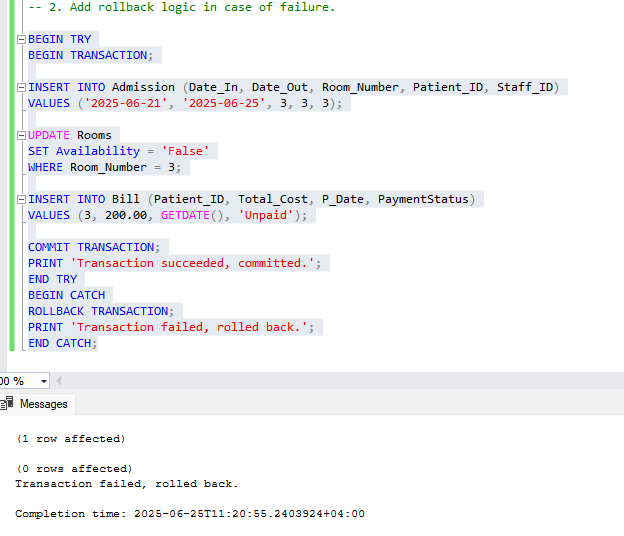 -- 2. Add rollback logic in case of failure.
BEGIN TRY
BEGIN TRANSACTION;
INSERT INTO Admission (Date_In, Date_Out, Room_Number, Patient_ID, Staff_ID)
VALUES ('2025-06-21', '2025-06-25', 3, 3, 3);
UPDATE Rooms
SET Availability = 'False'
WHERE Room_Number = 3;
INSERT INTO Bill (Patient_ID, Total_Cost, P_Date, PaymentStatus)
VALUES (3, 200.00, GETDATE(), 'Unpaid');
COMMIT TRANSACTION;
PRINT 'Transaction succeeded, committed.';
END TRY
BEGIN CATCH
ROLLBACK TRANSACTION;
PRINT 'Transaction failed, rolled back.';
END CATCH;
00 %
Messages
(1 row affected)
(0 rows affected)
Transaction failed, rolled back.
Completion time: 2025-06-25T11:20:55.2403924+04:00